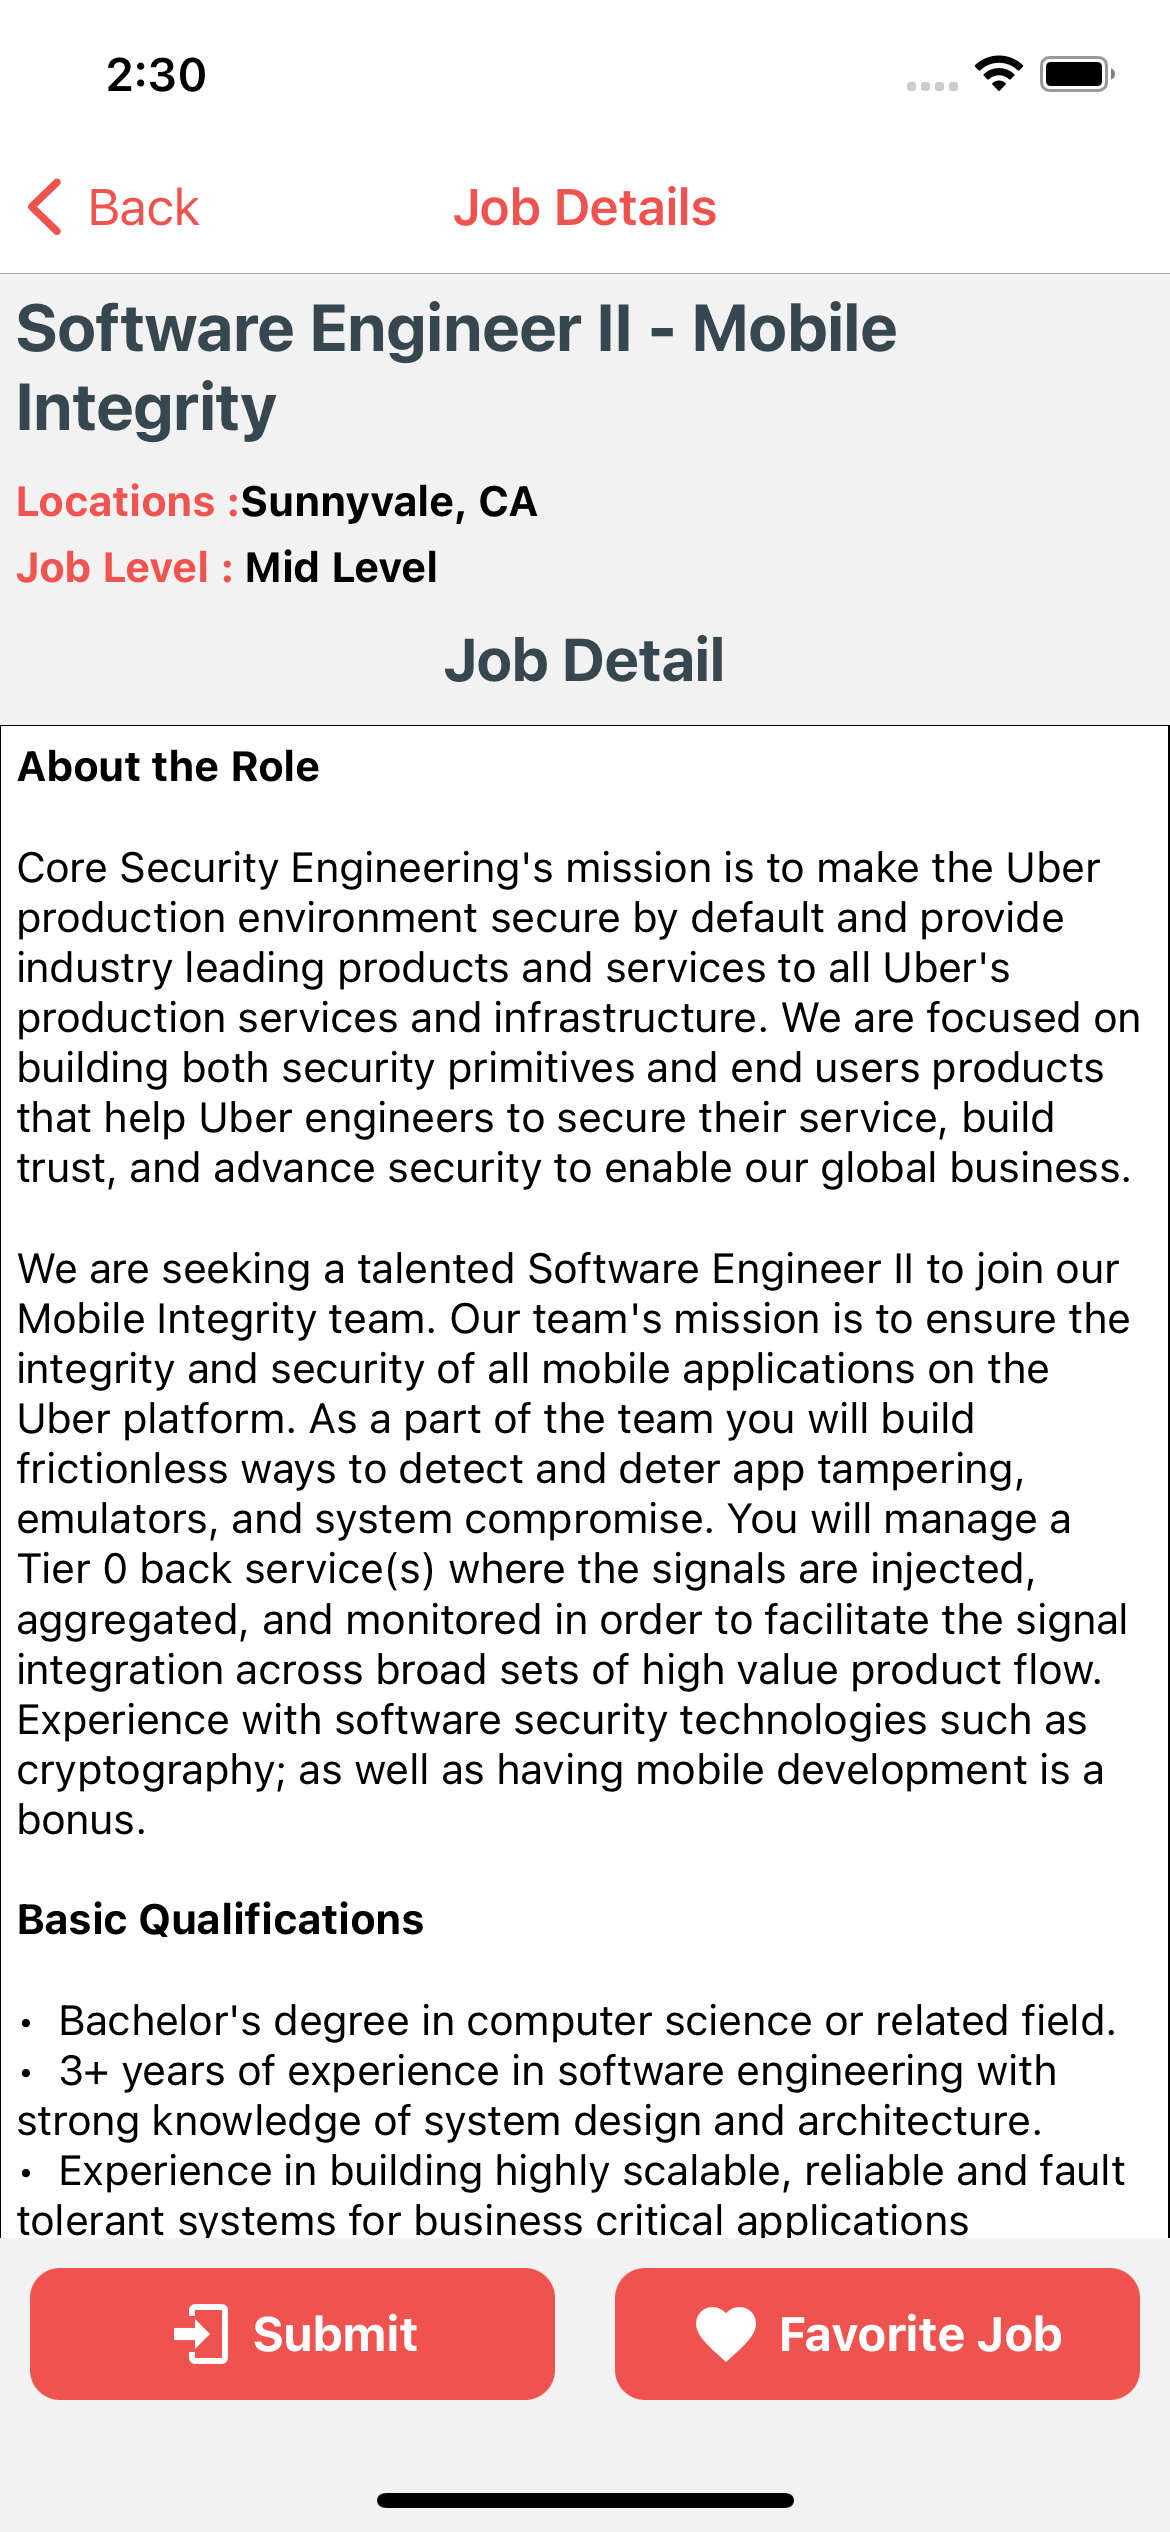 2:30
Back
Job Details
Software Engineer II - Mobile
Integrity
Locations :Sunnyvale, CA
Job Level : Mid Level
Job Detail
About the Role
Core Security Engineering's mission is to make the Uber
production environment secure by default and provide
industry leading products and services to all Uber's
production services and infrastructure. We are focused on
building both security primitives and end users products
that help Uber engineers to secure their service, build
trust, and advance security to enable our global business.
We are seeking a talented Software Engineer II to join our
Mobile Integrity team. Our team's mission is to ensure the
integrity and security of all mobile applications on the
Uber platform. As a part of the team you will build
frictionless ways to detect and deter app tampering,
emulators, and system compromise. You will manage a
Tier 0 back service(s) where the signals are injected,
aggregated, and monitored in order to facilitate the signal
integration across broad sets of high value product flow.
Experience with software security technologies such as
cryptography; as well as having mobile development is a
bonus.
Basic Qualifications
• Bachelor's degree in computer science or related field.
• 3+ years of experience in software engineering with
strong knowledge of system design and architecture.
• Experience in building highly scalable, reliable and fault
tolerant systems for business critical applications
Submit
Favorite Job